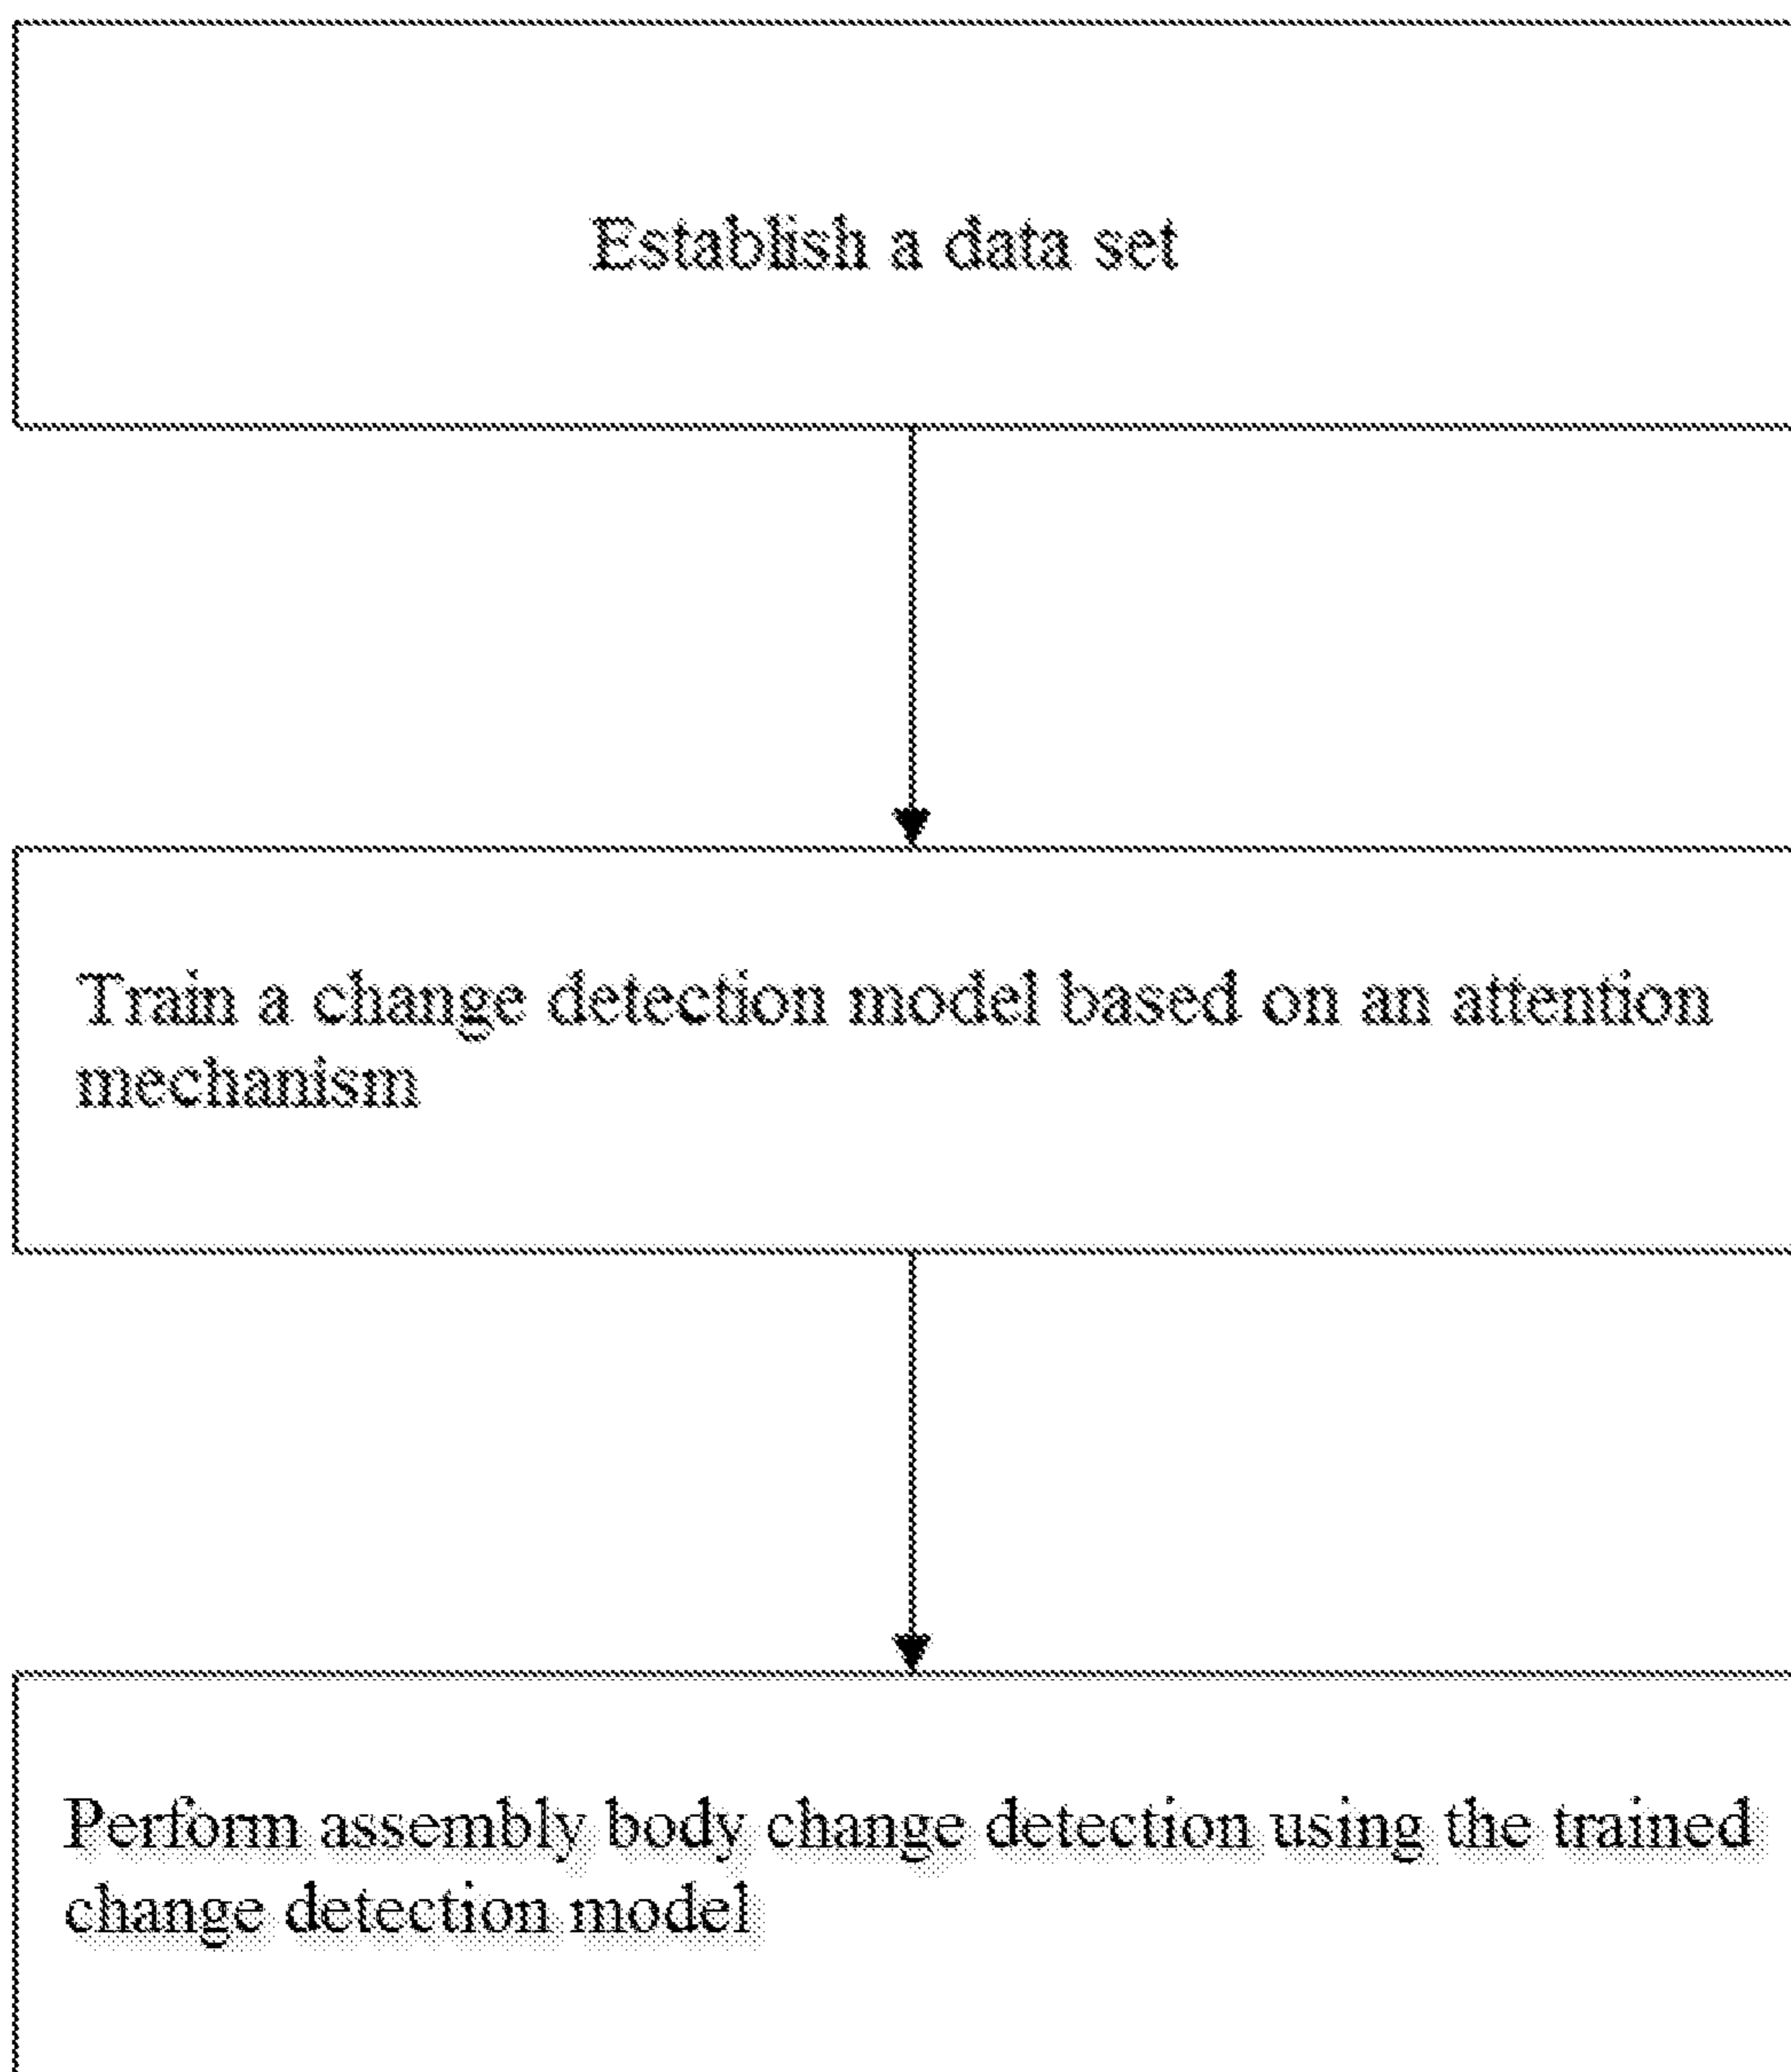 Establish a data set
Train a change detection model based on an attention
mechanism
Perform assembly body change detection using the trained
change detection model